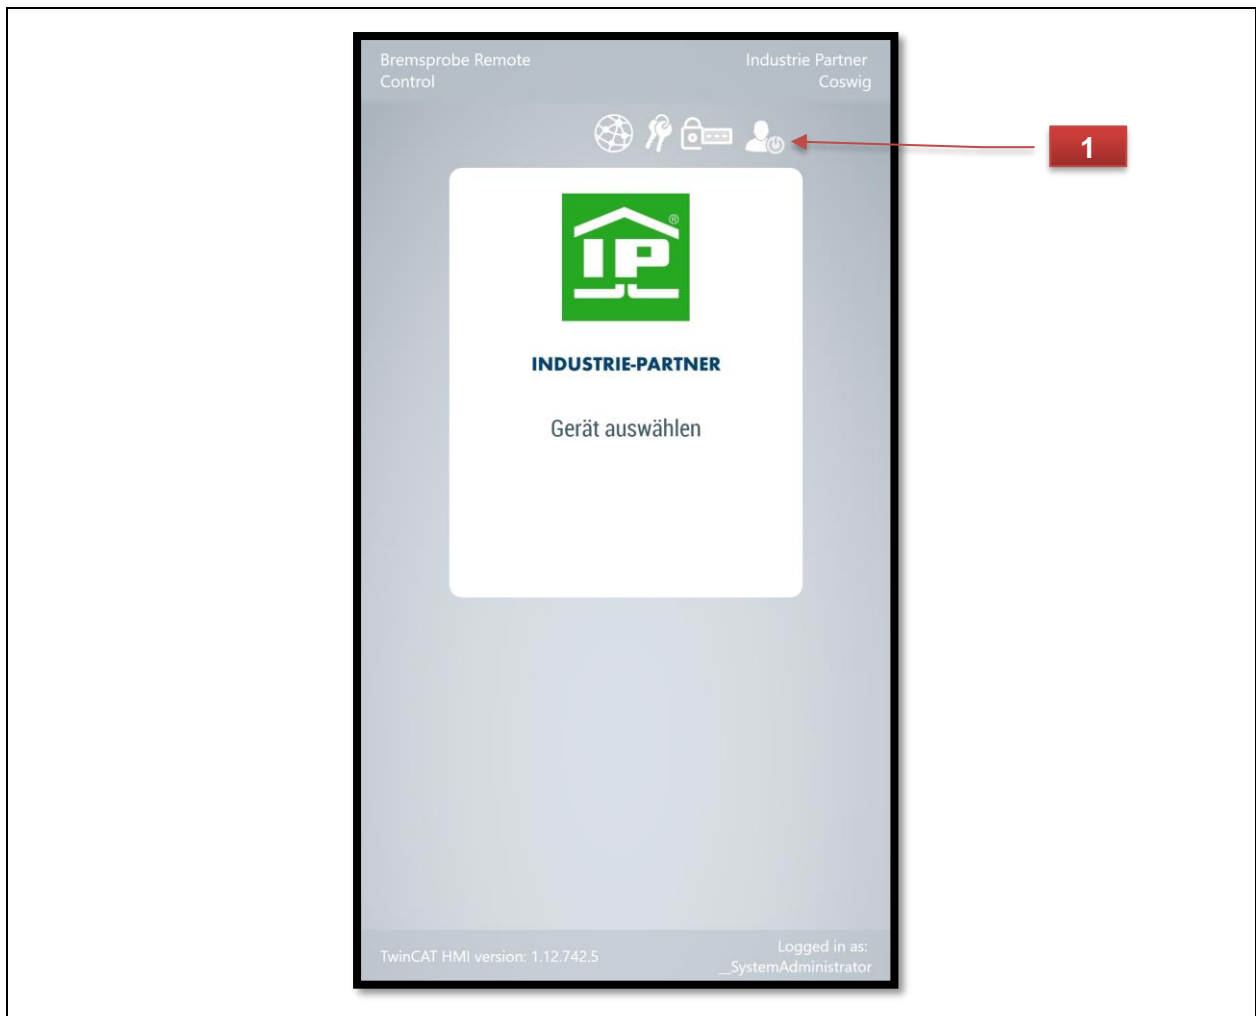 Bremsprobe Remote
Control
Industrie Partner
Coswig
1
IP
®
INDUSTRIE-PARTNER
Gerät auswählen
TwinCAT HMI version: 1.12.742.5
Logged in as:
__SystemAdministrator